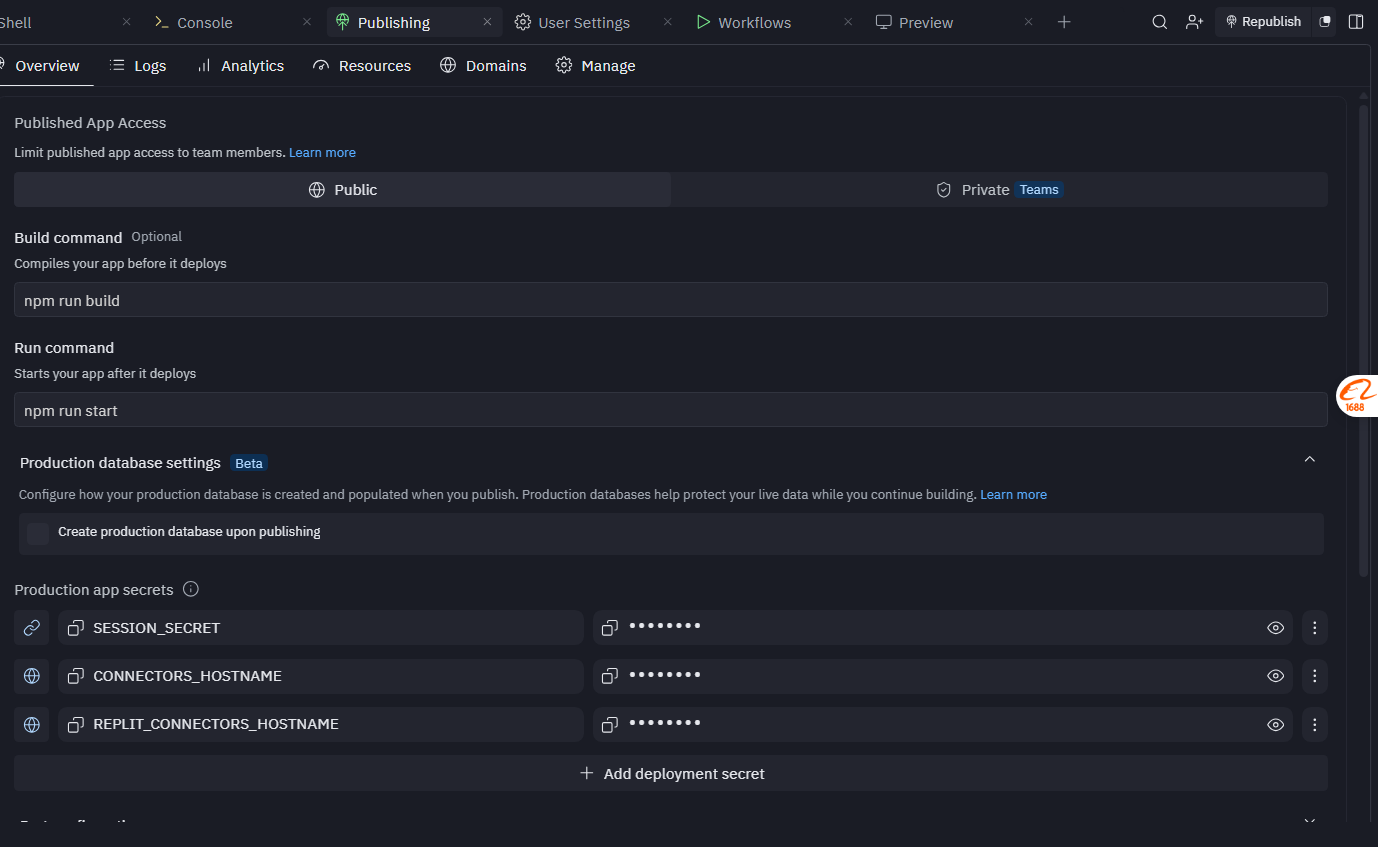 Shell
Console
Publishing
User Settings
Workflows
Preview
Republish
Overview
Logs
Analytics
Resources
Domains
Manage
Published App Access
Limit published app access to team members. Learn more
Public
Private Teams
Build command Optional
Compiles your app before it deploys
npm run build
Run command
Starts your app after it deploys
npm run start
1688
Production database settings Beta
Configure how your production database is created and populated when you publish. Production databases help protect your live data while you continue building. Learn more
Create production database upon publishing
Production app secrets
SESSION_SECRET ••••••••
CONNECTORS_HOSTNAME ••••••••
REPLIT_CONNECTORS_HOSTNAME ••••••••
Add deployment secret